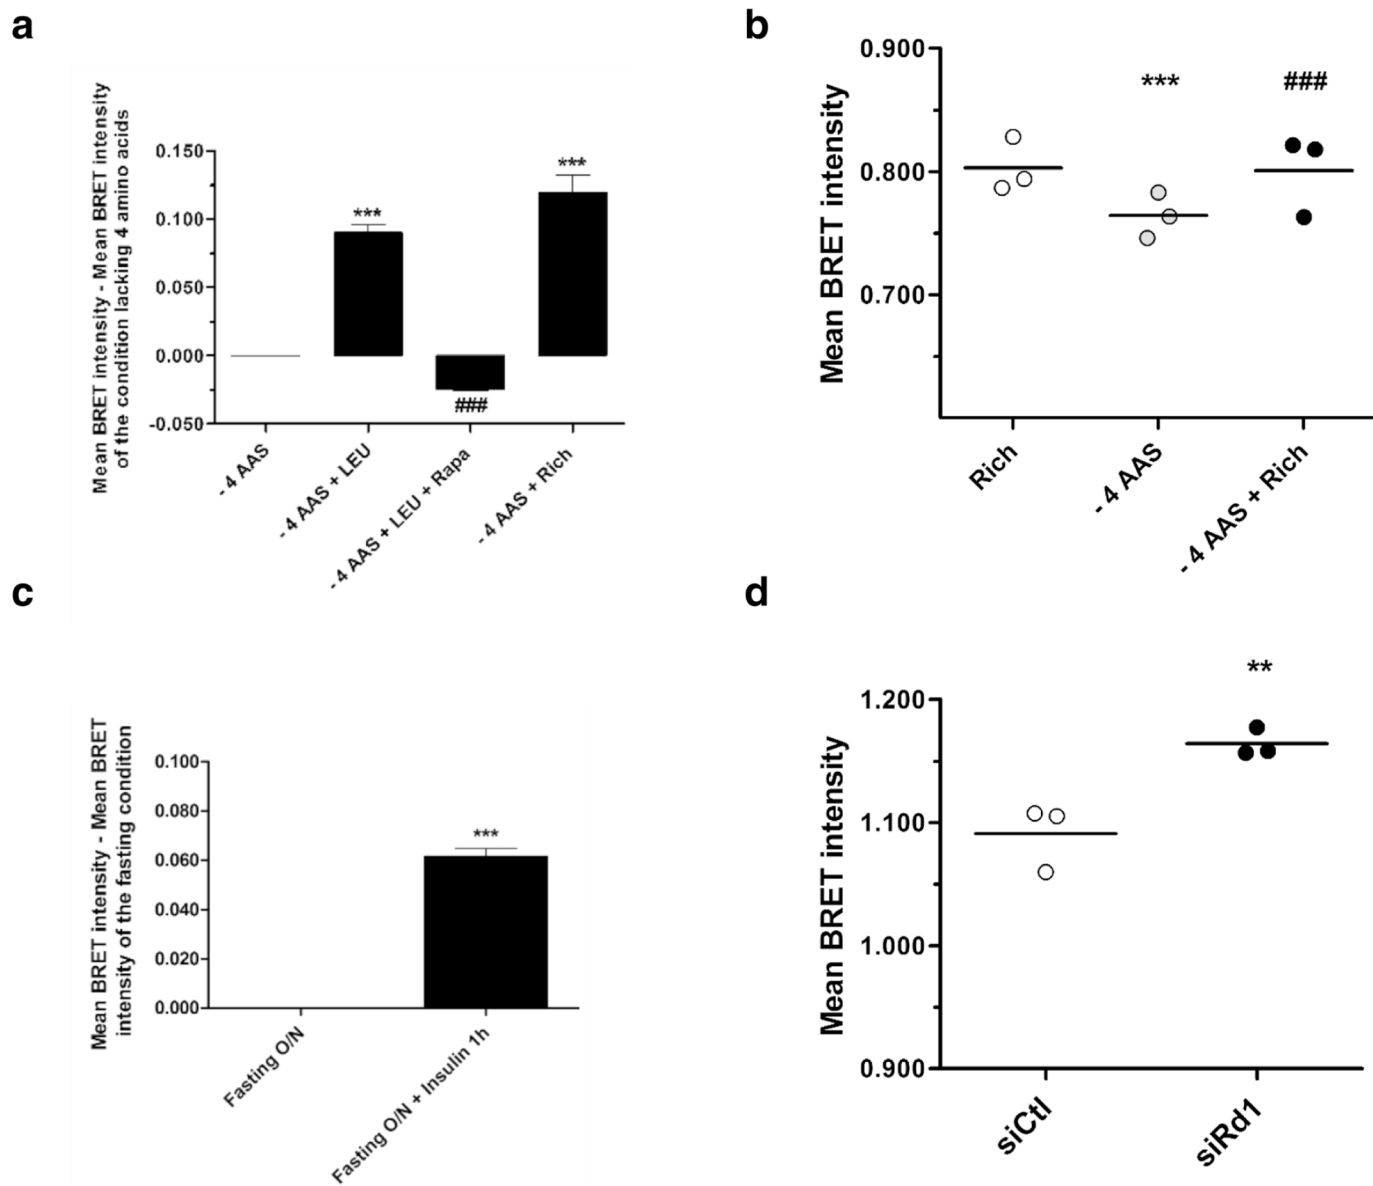 a
Mean BRET intensity - Mean BRET intensity
of the condition lacking 4 amino acids
0.150
0.100
0.050
0.000
-0.050
***
###
***
- 4 AAS
- 4 AAS + LEU
- 4 AAS + LEU + Rapa
- 4 AAS + Rich
b
Mean BRET intensity
0.900
0.800
0.700
***
###
Rich
- 4 AAS
- 4 AAS + Rich
c
Mean BRET intensity - Mean BRET
intensity of the fasting condition
0.100
0.080
0.060
0.040
0.020
0.000
***
Fasting O/N
Fasting O/N + Insulin 1h
d
Mean BRET intensity
1.200
1.100
1.000
0.900
**
siCtl
siRd1